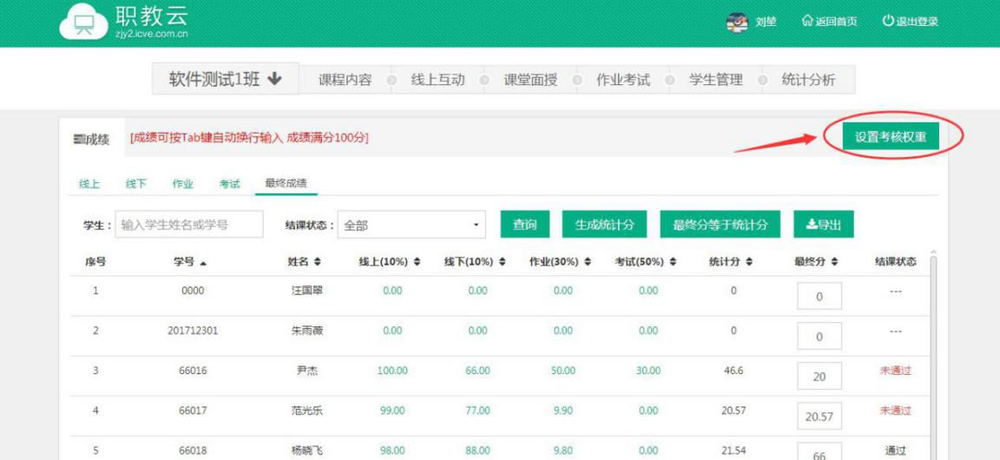 职教云
zjy2.icve.com.cn
刘堃 返回首页 退出登录
软件测试1班 课程内容 线上互动 课堂面授 作业考试 学生管理 统计分析
成绩 [成绩可按Tab键自动换行输入 成绩满分100分] 设置考核权重
线上 线下 作业 考试 最终成绩
学生： 输入学生姓名或学号 结课状态： 全部 查询 生成统计分 最终分等于统计分 导出
序号 学号 姓名 线上(10%) 线下(10%) 作业(30%) 考试(50%) 统计分 最终分 结课状态
1 0000 汪国翠 0.00 0.00 0.00 0.00 0 0 ---
2 201712301 朱雨薇 0.00 0.00 0.00 0.00 0 0 ---
3 66016 尹杰 100.00 66.00 50.00 30.00 46.6 20 未通过
4 66017 范光乐 99.00 77.00 9.90 0.00 20.57 20.57 未通过
5 66018 杨晓飞 98.00 88.00 9.80 0.00 21.54 66 通过